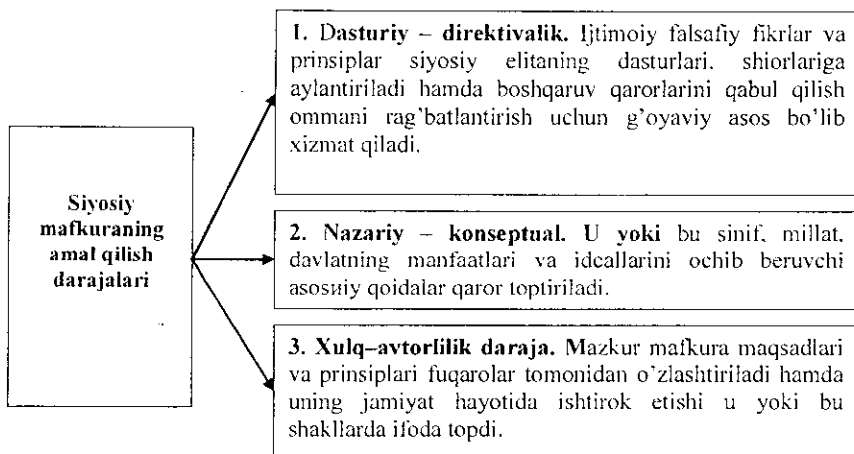 Siyosiy
mafkuraning
amal qilish
darajalari
1. Dasturiy – direktivalik. Ijtimoiy falsafiy fikrlar va
prinsiplar siyosiy elitaning dasturlari, shiorlariga
aylantiriladi hamda boshqaruv qarorlarini qabul qilish
ommani rag'batlantirish uchun g'oyaviy asos bo'lib
xizmat qiladi.
2. Nazariy – konseptual. U yoki bu sinif, millat,
davlatning manfaatlari va ideallarini ochib beruvchi
asosniy qoidalar qaror toptiriladi.
3. Xulq–avtorlilik daraja. Mazkur mafkura maqsadlari
va prinsiplari fuqarolar tomonidan o'zlashtiriladi hamda
uning jamiyat hayotida ishtirok etishi u yoki bu
shakllarda ifoda topdi.